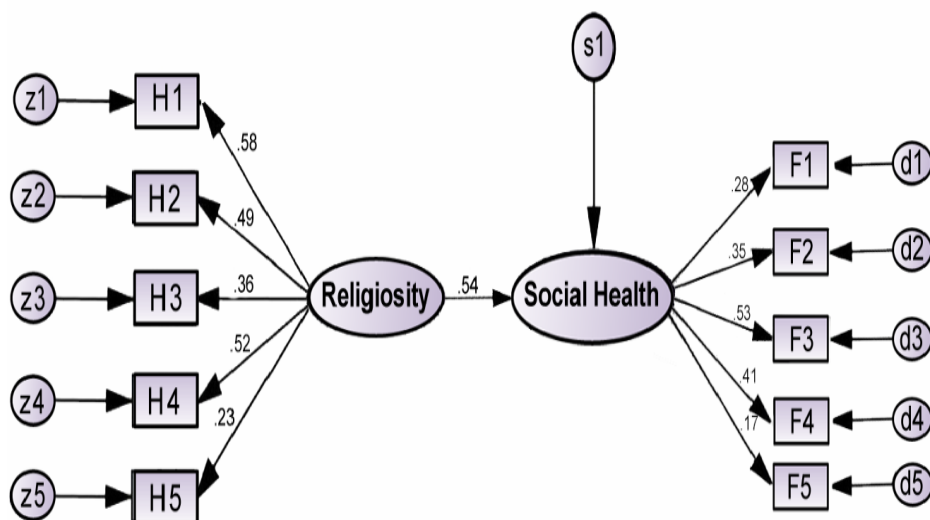 s1
z1 H1
.58
z2 H2
.49
z3 H3
.36
z4 H4
.52
z5 H5
.23
Religiosity
.54
Social Health
.28
F1 d1
.35
F2 d2
.53
F3 d3
.41
F4 d4
.17
F5 d5